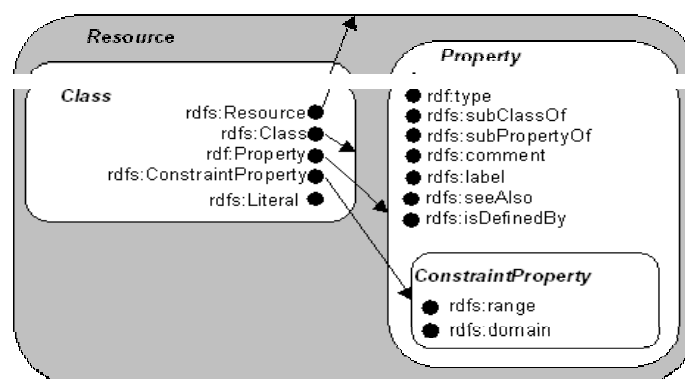 Resource
Class
rdfs:Resource
rdfs:Class
rdf:Property
rdfs:ConstraintProperty
rdfs:Literal
Property
rdf:type
rdfs:subClassOf
rdfs:subPropertyOf
rdfs:comment
rdfs:label
rdfs:seeAlso
rdfs:isDefinedBy
ConstraintProperty
rdfs:range
rdfs:domain